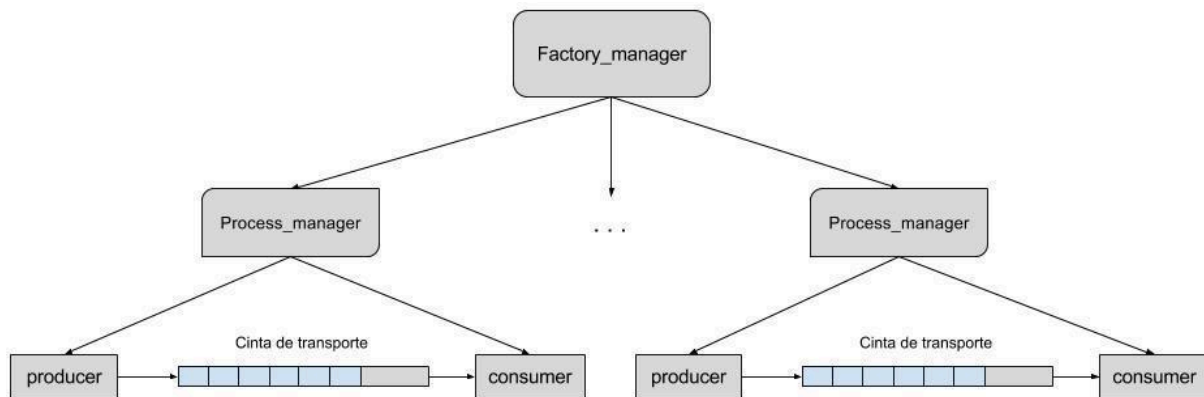 Factory_manager
Process_manager
. . .
Process_manager
Cinta de transporte
Cinta de transporte
producer
consumer
producer
consumer